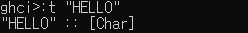 ghci>:t "HELLO"
"HELLO" :: [Char]